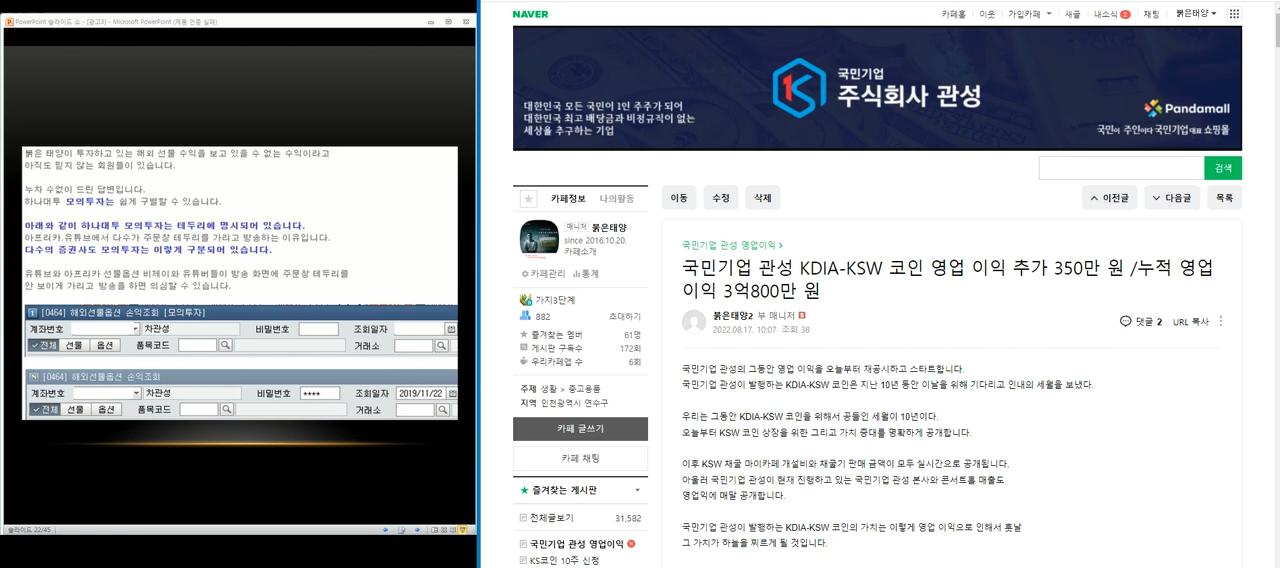 PowerPoint 슬라이드 쇼 - [광고3] - Microsoft PowerPoint (제품 인증 실패)
붉은 태양이 투자하고 있는 해외 선물 수익을 보고 있을 수 없는 수익이라고
아직도 믿지 않는 회원들이 있습니다.
누차 수없이 드린 답변입니다.
하나대투 모의투자는 쉽게 구별할 수 있습니다.
아래와 같이 하나대투 모의투자는 테두리에 명시되어 있습니다.
아프리카.유튜브에서 다수가 주문창 테두리를 가리고 방송하는 이유입니다.
다수의 증권사도 모의투자는 이렇게 구분되어 있습니다.
유튜브와 아프리카 선물옵션 비제이와 유튜버들이 방송 화면에 주문창 테두리를
안 보이게 가리고 방송를 하면 의심할 수 있습니다.
[0464] 해외선물옵션 손익조회 [모의투자]
계좌번호 차관성 비밀번호 조회일자
전체 선물 옵션 품목코드 거래소
[0464] 해외선물옵션 손익조회
계좌번호 차관성 비밀번호 **** 조회일자 2019/11/22
전체 선물 옵션 품목코드 거래소
슬라이드 22/45
NAVER
카페홈 이웃 가입카페 새글 내소식 2 채팅 붉은태양
대한민국 모든 국민이 1인 주주가 되어
대한민국 최고 배당금과 비정규직이 없는
세상을 추구하는 기업
국민기업
주식회사 관성
Pandamall
국민이 주인이다 국민기업 대표 쇼핑몰
검색
카페정보 나의활동
매니저 붉은태양
since 2016.10.20.
카페소개
카페관리 통계
가지3단계
882 초대하기
즐겨찾는 멤버 61명
게시판 구독수 172회
우리카페앱 수 6회
주제 생활 > 중고용품
지역 인천광역시 연수구
카페 글쓰기
카페 채팅
즐겨찾는 게시판
전체글보기 31,582
국민기업 관성 영업이익
KS코인 10주 신청
이동 수정 삭제 이전글 다음글 목록
국민기업 관성 영업이익 >
국민기업 관성 KDIA-KSW 코인 영업 이익 추가 350만 원 /누적 영업
이익 3억800만 원
붉은태양2 부 매니저
2022.08.17. 10:07 조회 38
댓글 2 URL 복사
국민기업 관성의 그동안 영업 이익을 오늘부터 재공시하고 스타트합니다.
국민기업 관성이 발행하는 KDIA-KSW 코인은 지난 10년 동안 이날을 위해 기다리고 인내의 세월을 보냈다.
우리는 그동안 KDIA-KSW 코인을 위해서 공들인 세월이 10년이다.
오늘부터 KSW 코인 상장을 위한 그리고 가치 증대를 명확하게 공개합니다.
이후 KSW 채굴 마이카페 개설비와 채굴기 판매 금액이 모두 실시간으로 공개됩니다.
아울러 국민기업 관성이 현재 진행하고 있는 국민기업 관성 본사와 콘서트홀 매출도
영업익에 매달 공개합니다.
국민기업 관성이 발행하는 KDIA-KSW 코인의 가치는 이렇게 영업 이익으로 인해서 훗날
그 가치가 하늘을 찌르게 될 것입니다.